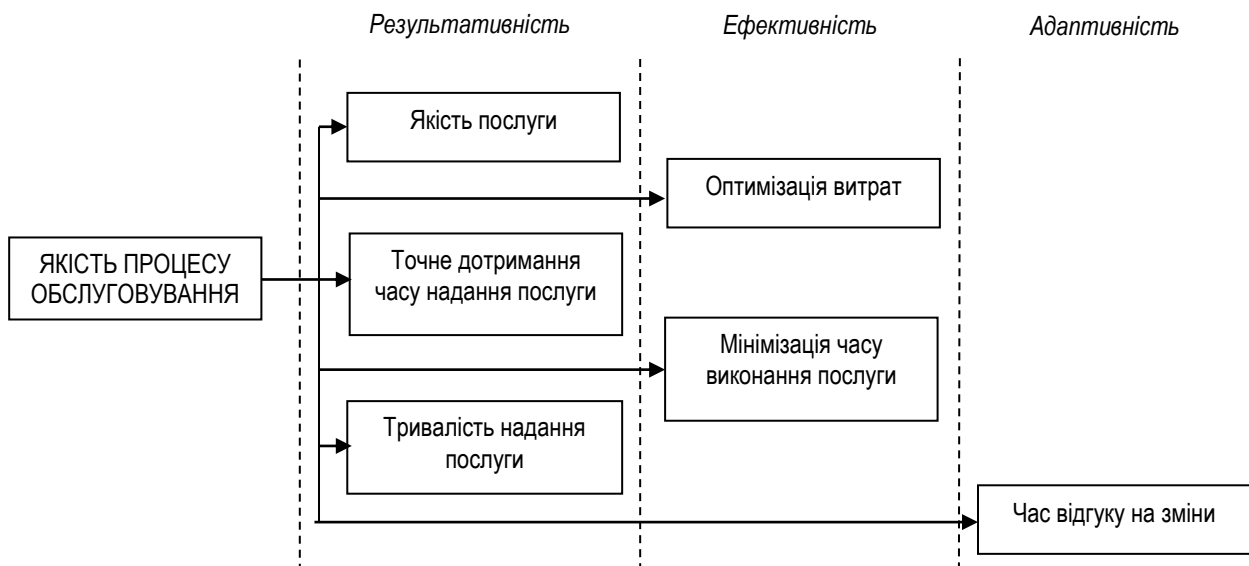 Результативність
Ефективність
Адаптивність
Якість послуги
Оптимізація витрат
ЯКІСТЬ ПРОЦЕСУ
ОБСЛУГОВУВАННЯ
Точне дотримання
часу надання послуги
Мінімізація часу
виконання послуги
Тривалість надання
послуги
Час відгуку на зміни